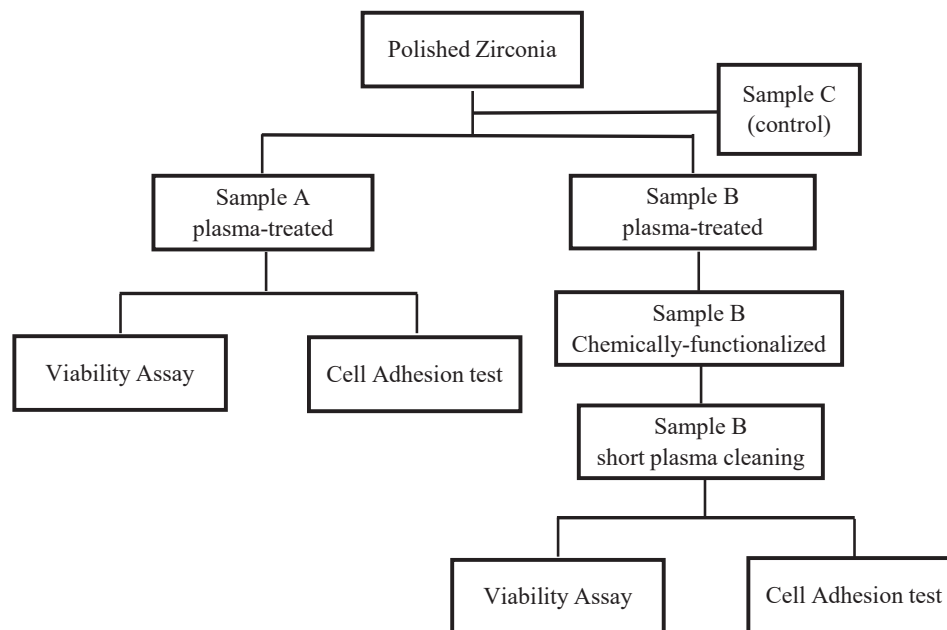 Polished Zirconia
Sample C
(control)
Sample A
plasma-treated
Sample B
plasma-treated
Sample B
Chemically-functionalized
Viability Assay
Cell Adhesion test
Sample B
short plasma cleaning
Viability Assay
Cell Adhesion test